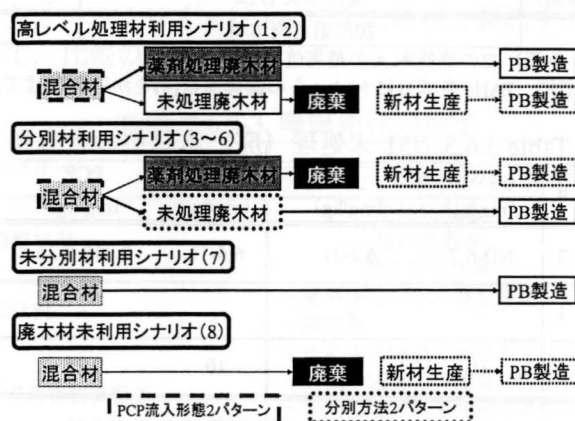 高レベル処理材利用シナリオ(1、2)
混合材 薬剤処理廃木材 PB製造
未処理廃木材 廃棄 新材生産 PB製造
分別材利用シナリオ(3~6)
混合材 薬剤処理廃木材 廃棄 新材生産 PB製造
未処理廃木材 PB製造
未分別材利用シナリオ(7)
混合材 PB製造
廃木材未利用シナリオ(8)
混合材 廃棄 新材生産 PB製造
PCP流入形態2パターン 分別方法2パターン